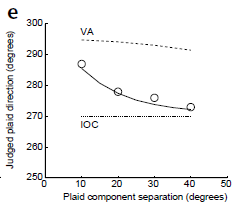 e
Judged plaid direction (degrees)
300
290
280
270
260
250
VA
IOC
0
10
20
30
40
50
Plaid component separation (degrees)